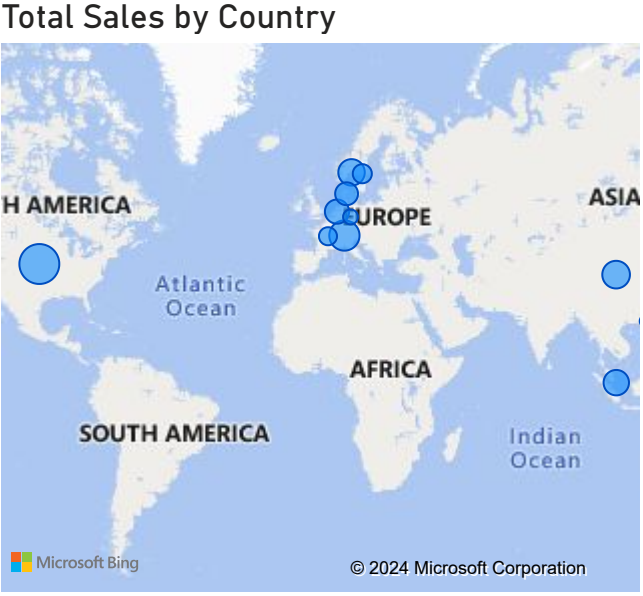 Total Sales by Country
H AMERICA
EUROPE
ASIA
Atlantic
Ocean
AFRICA
SOUTH AMERICA
Indian
Ocean
Microsoft Bing
© 2024 Microsoft Corporation